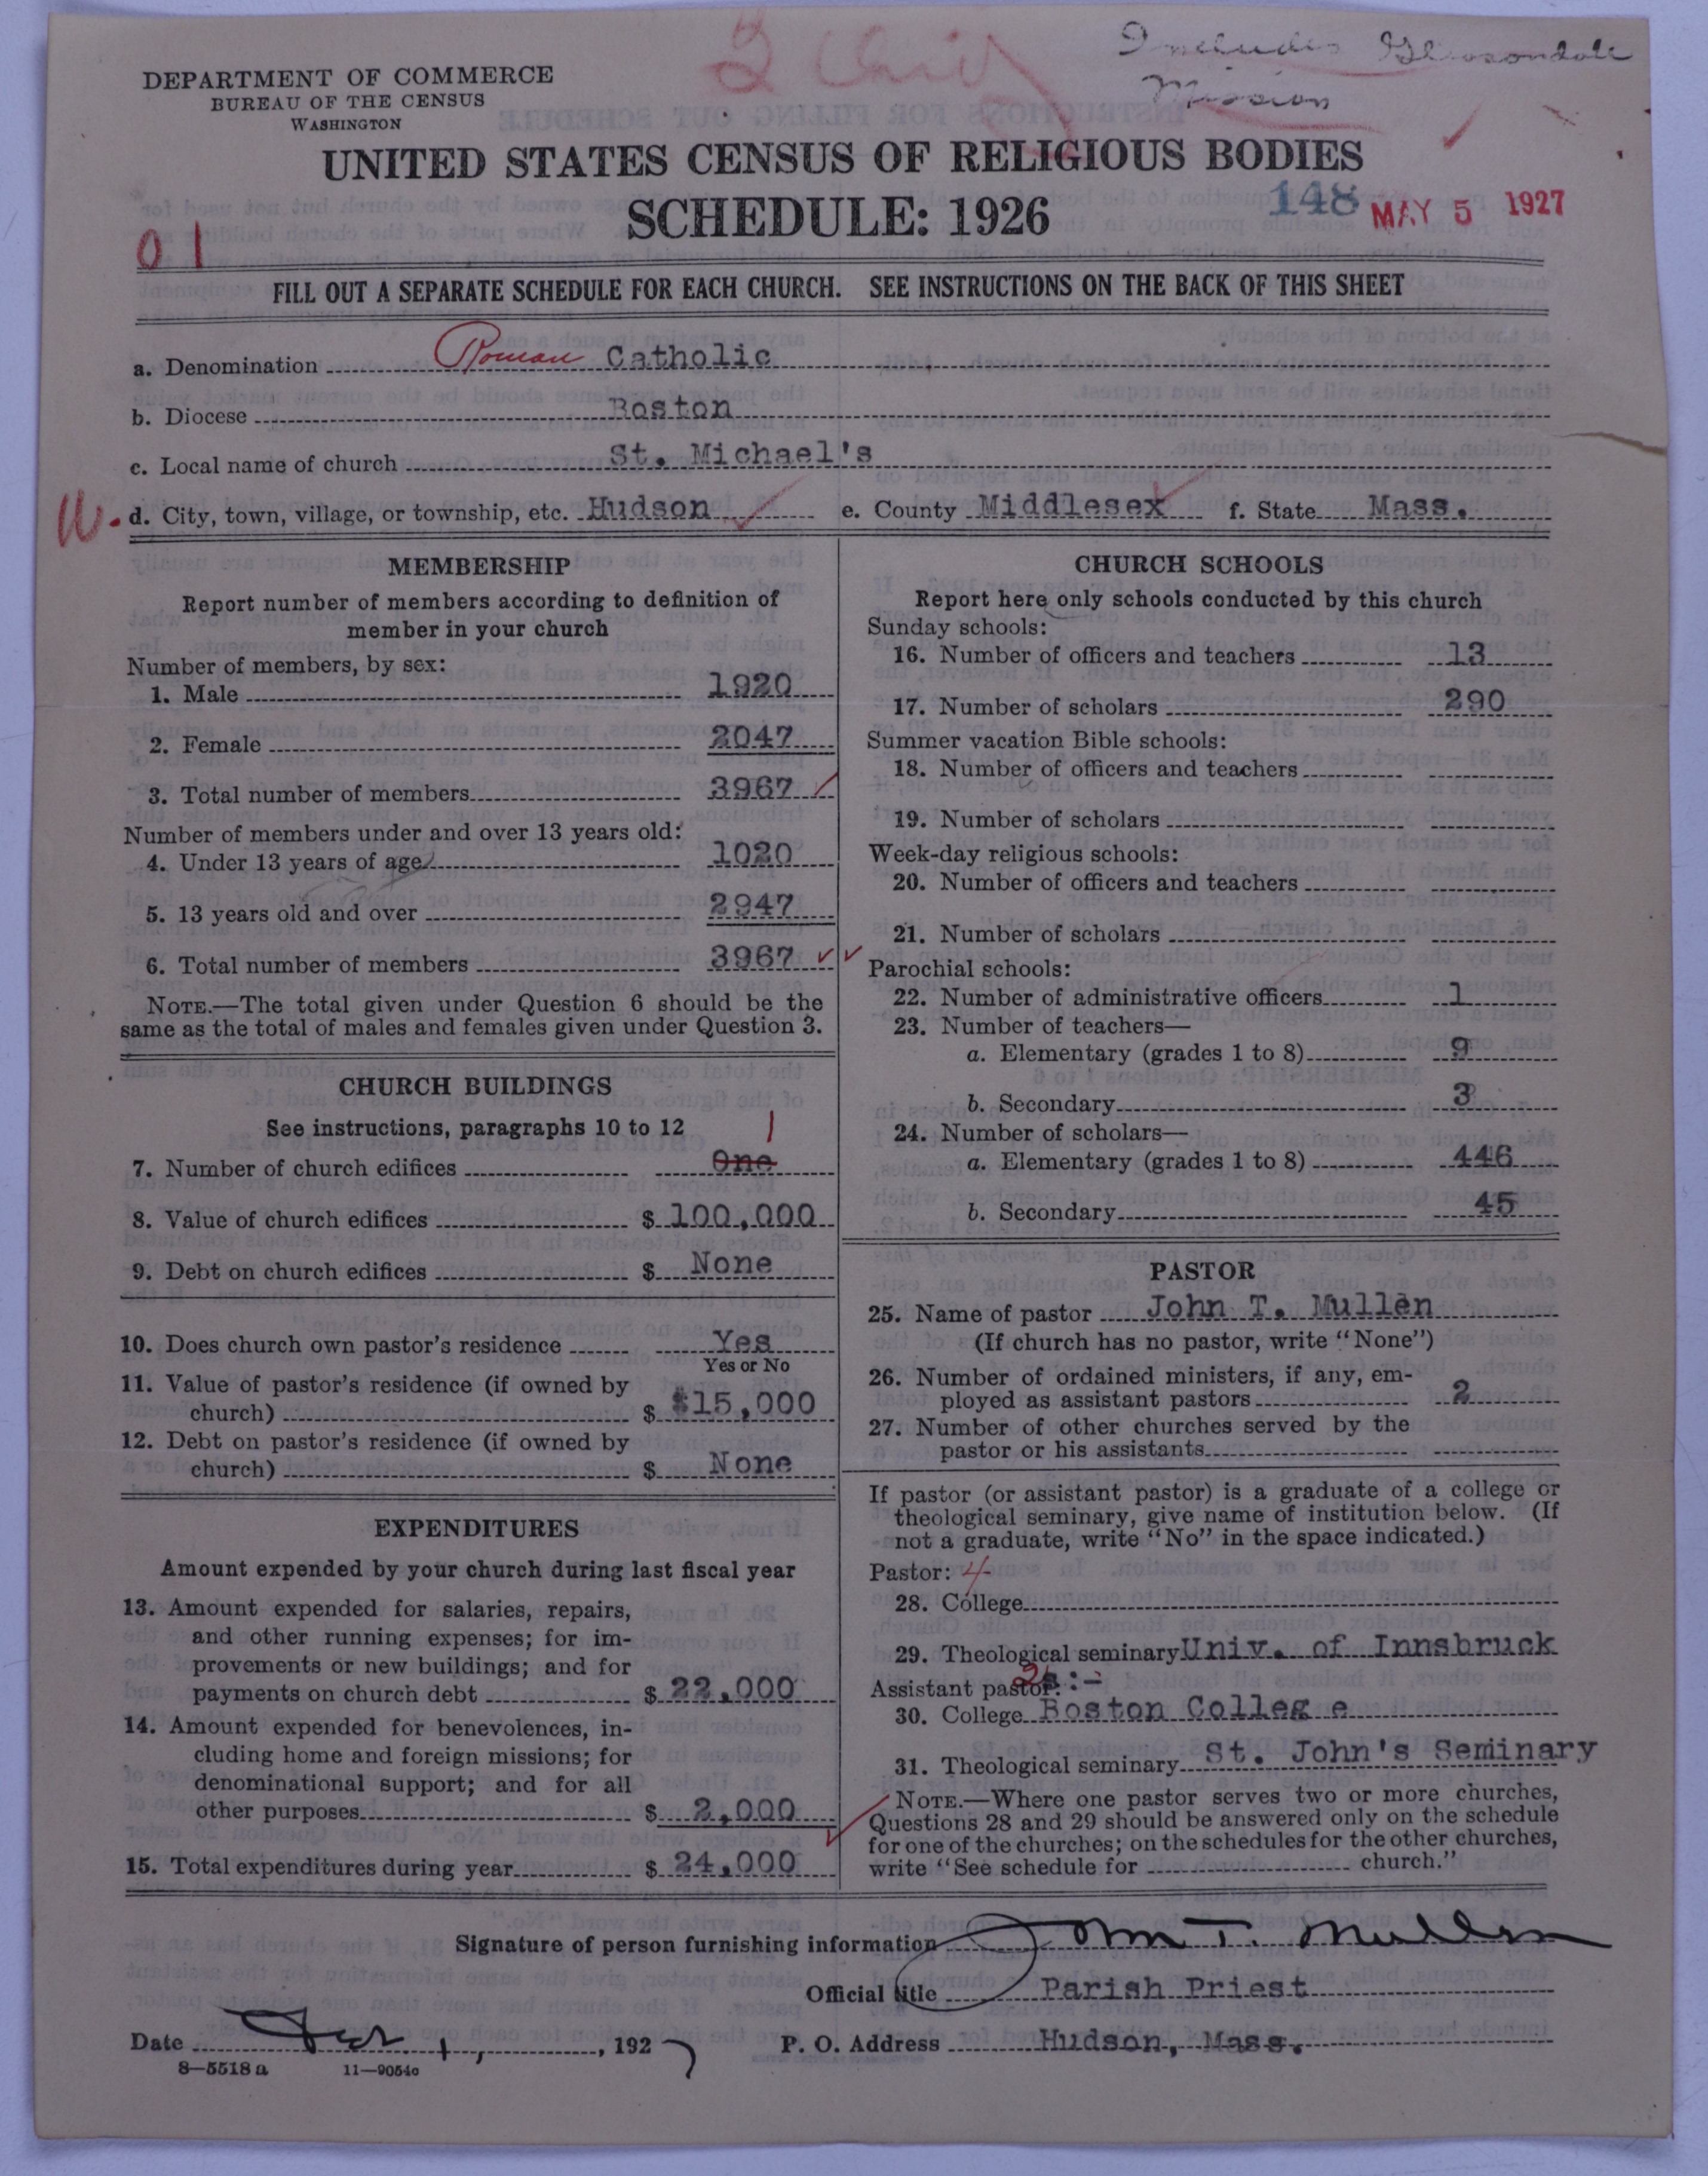 2 Chu
Includes Gleasondale
Mission
DEPARTMENT OF COMMERCE
BUREAU OF THE CENSUS
WASHINGTON
UNITED STATES CENSUS OF RELIGIOUS BODIES
SCHEDULE: 1926
148 MAY 5 1927
01
FILL OUT A SEPARATE SCHEDULE FOR EACH CHURCH. SEE INSTRUCTIONS ON THE BACK OF THIS SHEET
a. Denomination Roman Catholic
b. Diocese Boston
c. Local name of church St. Michael's
W. d. City, town, village, or township, etc. Hudson e. County Middlesex f. State Mass.
MEMBERSHIP
Report number of members according to definition of
member in your church
Number of members, by sex:
1. Male 1920
2. Female 2047
3. Total number of members 3967
Number of members under and over 13 years old:
4. Under 13 years of age 1020
5. 13 years old and over 2947
6. Total number of members 3967
NOTE.—The total given under Question 6 should be the
same as the total of males and females given under Question 3.
CHURCH BUILDINGS
See instructions, paragraphs 10 to 12
1
7. Number of church edifices One
8. Value of church edifices $ 100,000
9. Debt on church edifices $ None
10. Does church own pastor's residence Yes
Yes or No
11. Value of pastor's residence (if owned by
church) $ $15,000
12. Debt on pastor's residence (if owned by
church) $ None
EXPENDITURES
Amount expended by your church during last fiscal year
13. Amount expended for salaries, repairs,
and other running expenses; for im-
provements or new buildings; and for
payments on church debt $ 22,000
14. Amount expended for benevolences, in-
cluding home and foreign missions; for
denominational support; and for all
other purposes $ 2,000
15. Total expenditures during year $ 24,000
CHURCH SCHOOLS
Report here only schools conducted by this church
Sunday schools:
16. Number of officers and teachers 13
17. Number of scholars 290
Summer vacation Bible schools:
18. Number of officers and teachers
19. Number of scholars
Week-day religious schools:
20. Number of officers and teachers
21. Number of scholars
Parochial schools:
22. Number of administrative officers 1
23. Number of teachers—
a. Elementary (grades 1 to 8) 9
b. Secondary 3
24. Number of scholars—
a. Elementary (grades 1 to 8) 446
b. Secondary 45
PASTOR
25. Name of pastor John T. Mullen
(If church has no pastor, write "None")
26. Number of ordained ministers, if any, em-
ployed as assistant pastors 2
27. Number of other churches served by the
pastor or his assistants
If pastor (or assistant pastor) is a graduate of a college or
theological seminary, give name of institution below. (If
not a graduate, write "No" in the space indicated.)
Pastor: 4
28. College
29. Theological seminary Univ. of Innsbruck
Assistant pastor: 2 s:-
30. College Boston Colleg e
31. Theological seminary St. John's Seminary
NOTE.—Where one pastor serves two or more churches,
Questions 28 and 29 should be answered only on the schedule
for one of the churches; on the schedules for the other churches,
write "See schedule for church."
Signature of person furnishing information John T. Mullen
Official title Parish Priest
Date Feb. 1, 1927 P. O. Address Hudson, Mass.
8—5518 a 11—9054c